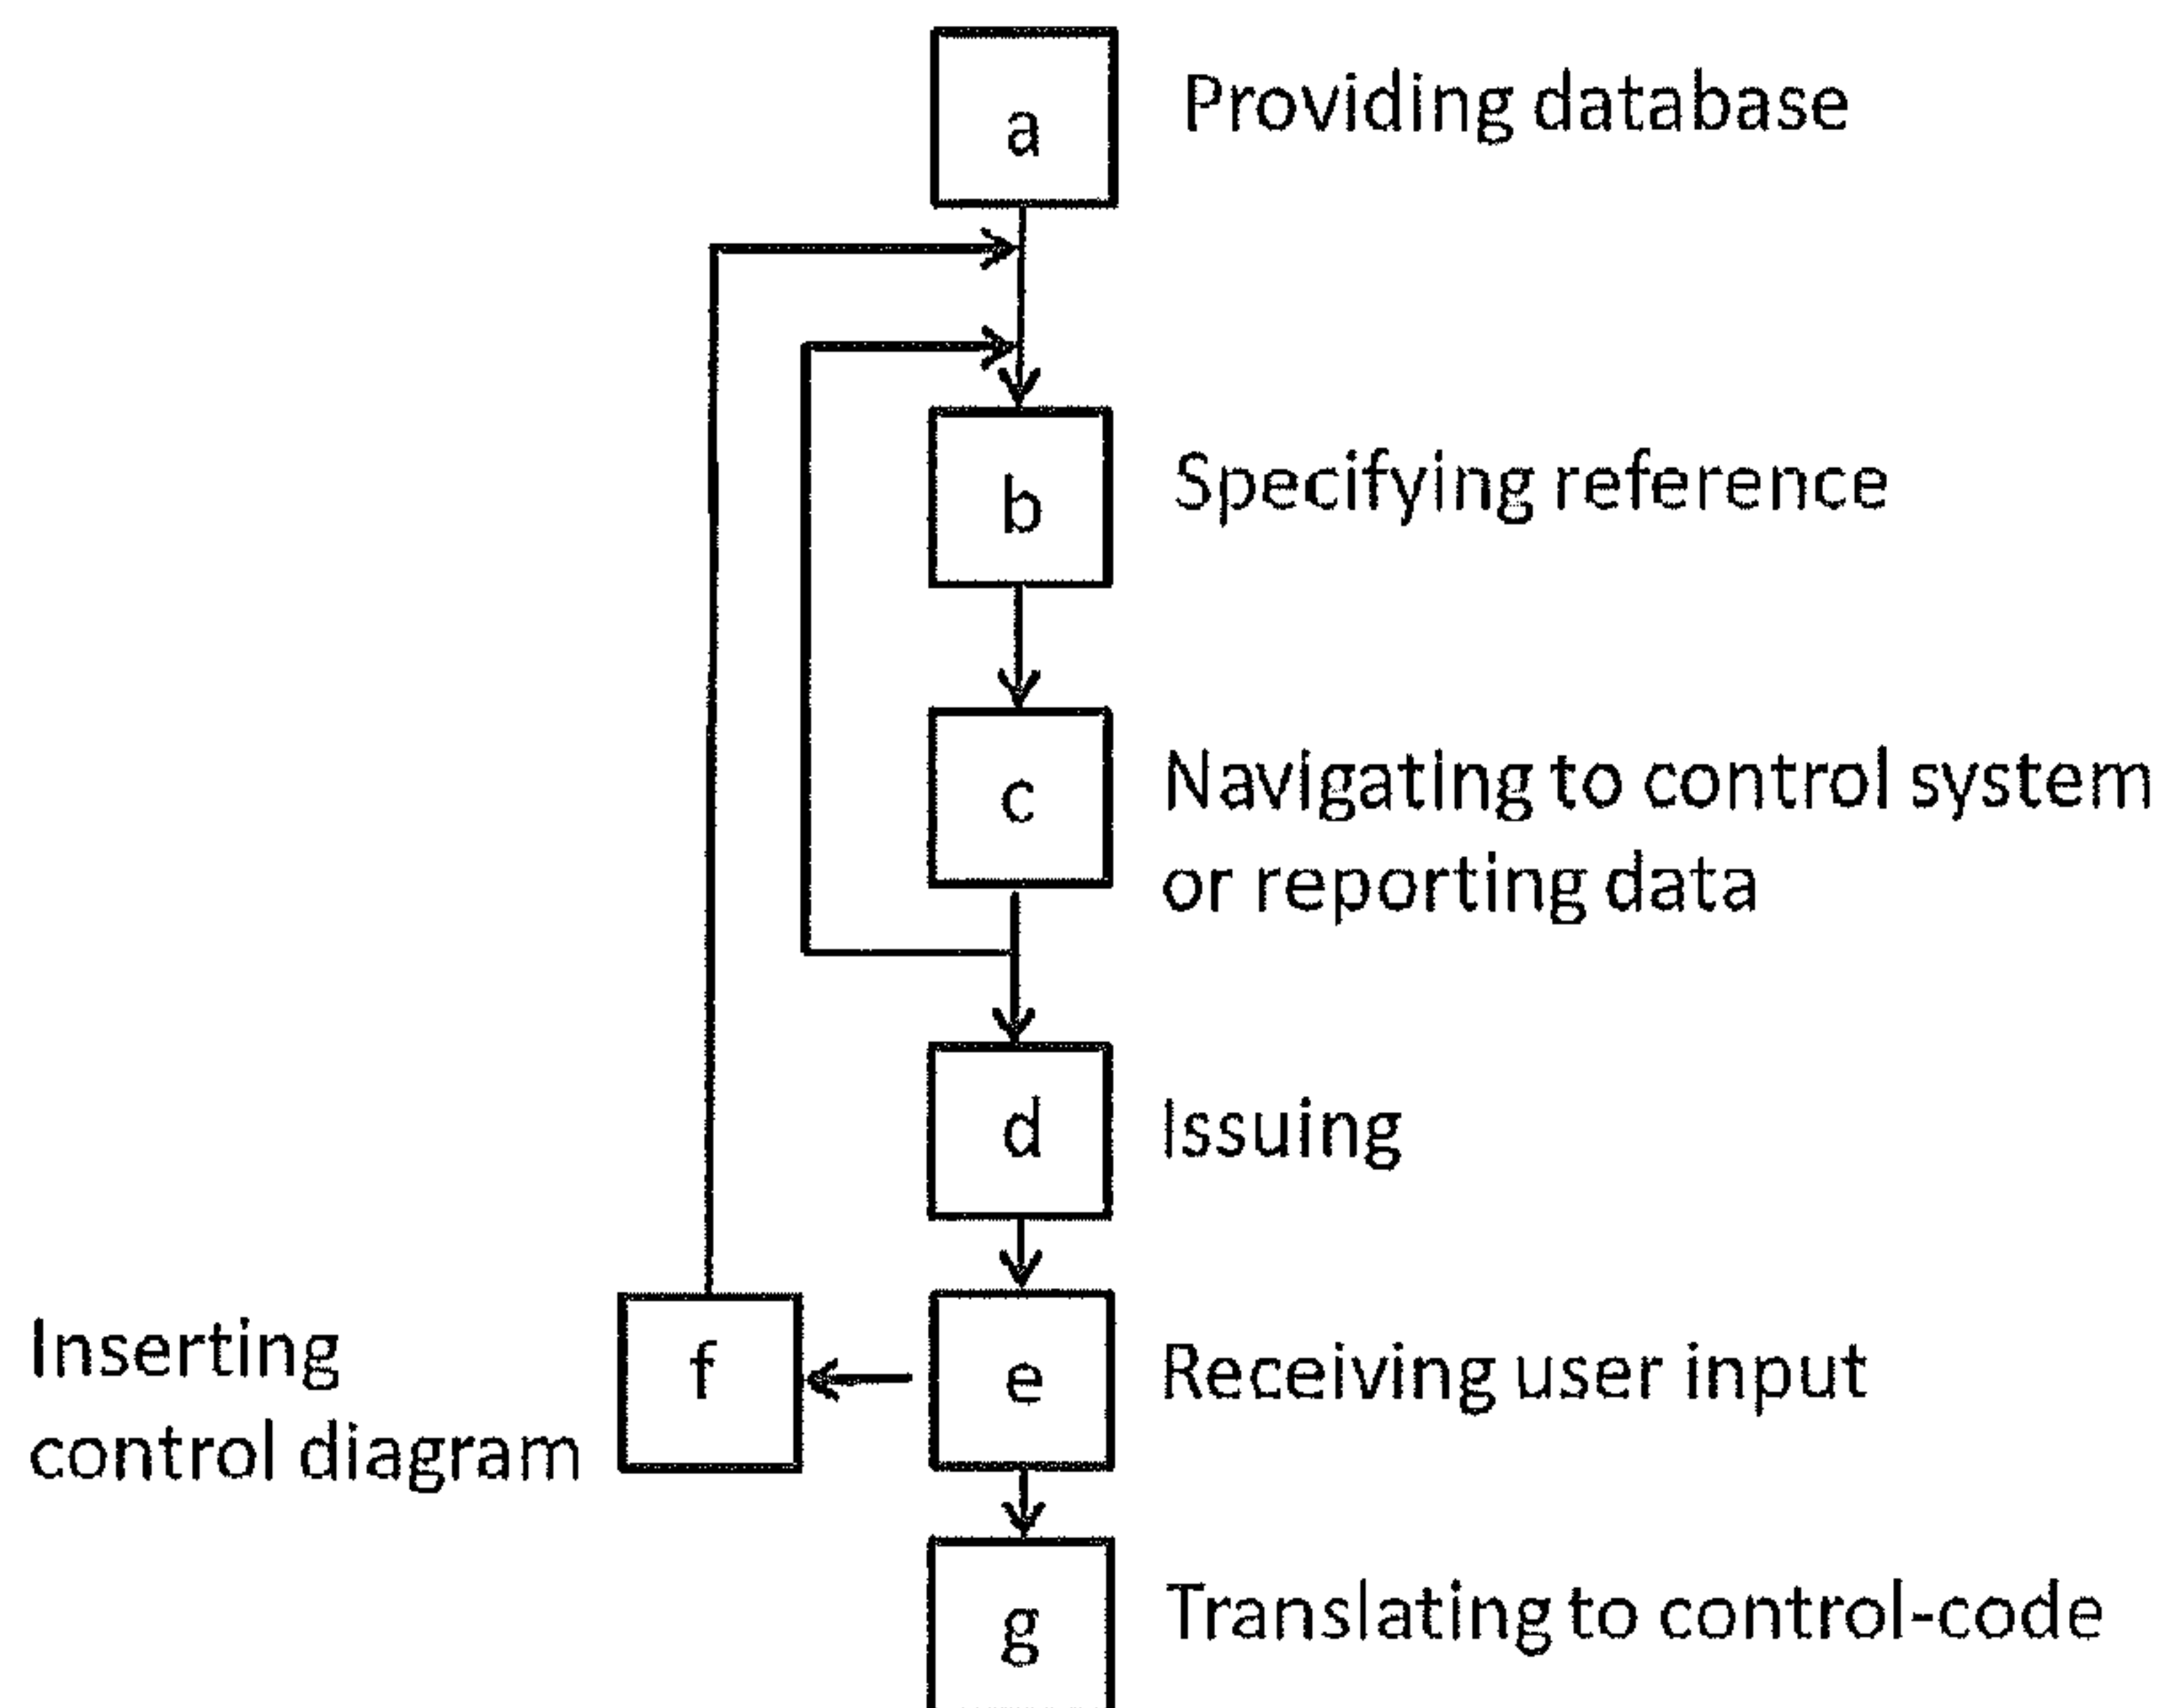 a
Providing database
b
Specifying reference
c
Navigating to control system
or reporting data
d
Issuing
Inserting
control diagram
f
e
Receiving user input
g
Translating to control-code